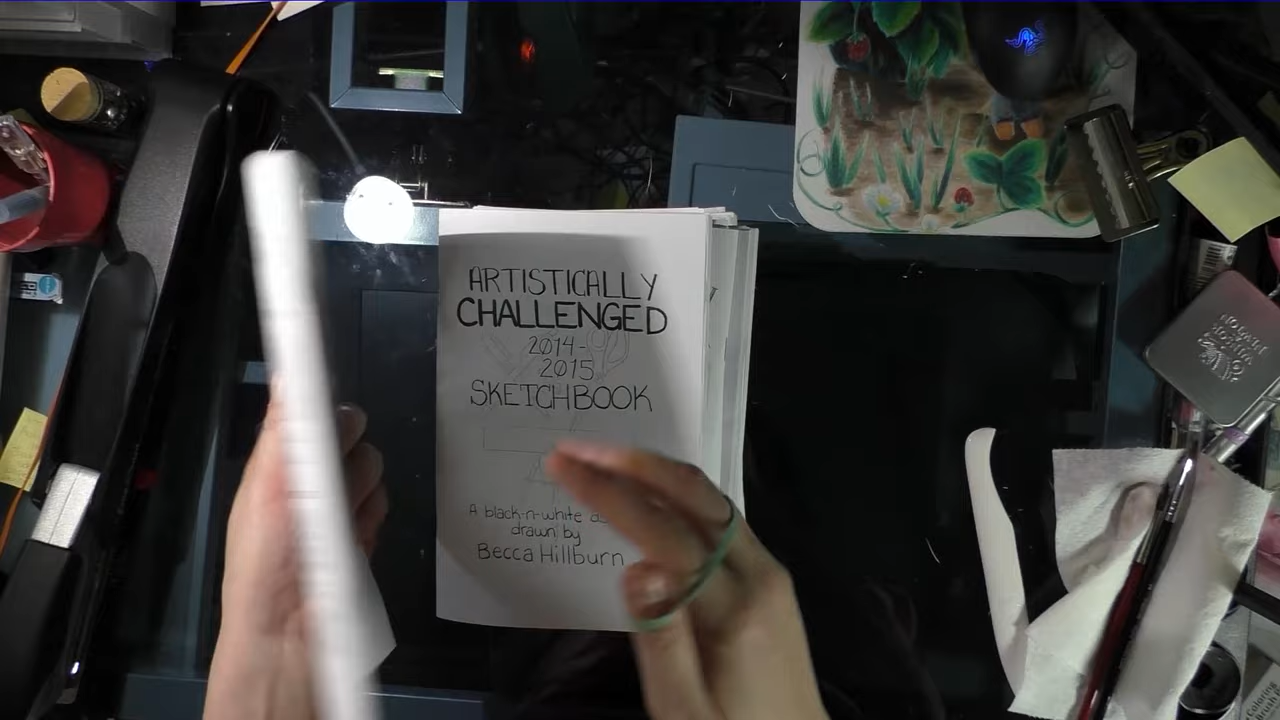 ARTISTICALLY
CHALLENGED
2014-
2015
SKETCHBOOK
A black-n-white
drawn by
Becca Hillburn